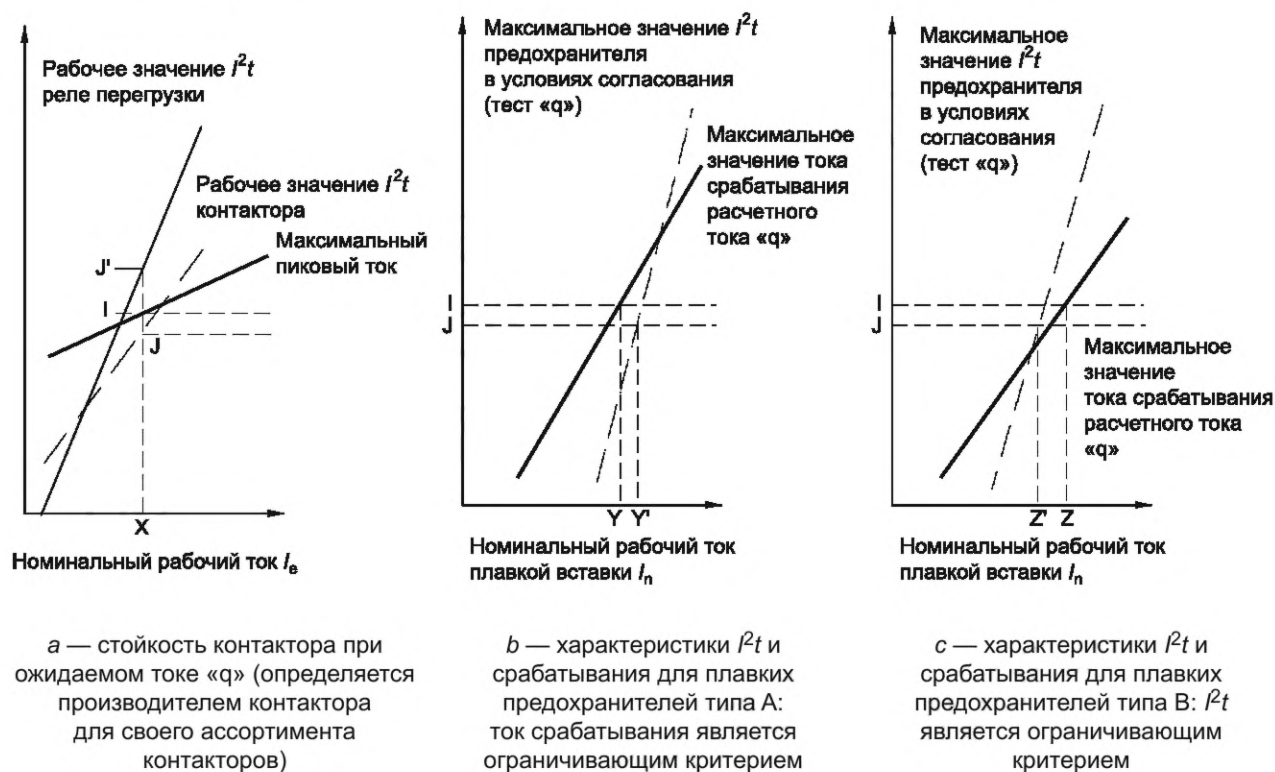 Рабочее значение I²t
реле перегрузки
Рабочее значение I²t
контактора
Максимальный
пиковый ток
J'
I
J
X
Номинальный рабочий ток Iₑ
a — стойкость контактора при
ожидаемом токе «q» (определяется
производителем контактора
для своего ассортимента
контакторов)
Максимальное значение I²t
предохранителя
в условиях согласования
(тест «q»)
Максимальное
значение тока
срабатывания
расчетного
тока «q»
I
J
Y Y'
Номинальный рабочий ток
плавкой вставки Iₙ
b — характеристики I²t и
срабатывания для плавких
предохранителей типа А:
ток срабатывания является
ограничивающим критерием
Максимальное
значение I²t
предохранителя
в условиях
согласования
(тест «q»)
I
J
Максимальное
значение
тока срабатывания
расчетного тока
«q»
Z' Z
Номинальный рабочий ток
плавкой вставки Iₙ
c — характеристики I²t и
срабатывания для плавких
предохранителей типа В: I²t
является ограничивающим
критерием